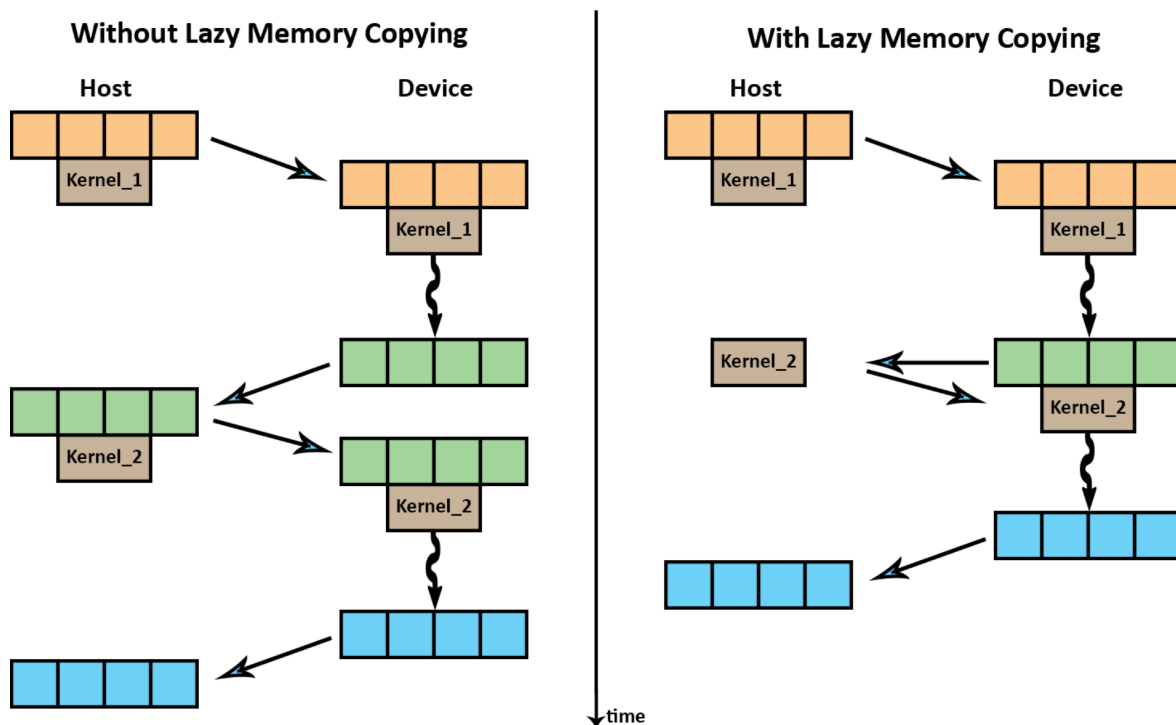 Without Lazy Memory Copying
Host
Device
Kernel_1
Kernel_1
Kernel_2
Kernel_2
With Lazy Memory Copying
Host
Device
Kernel_1
Kernel_1
Kernel_2
Kernel_2
time